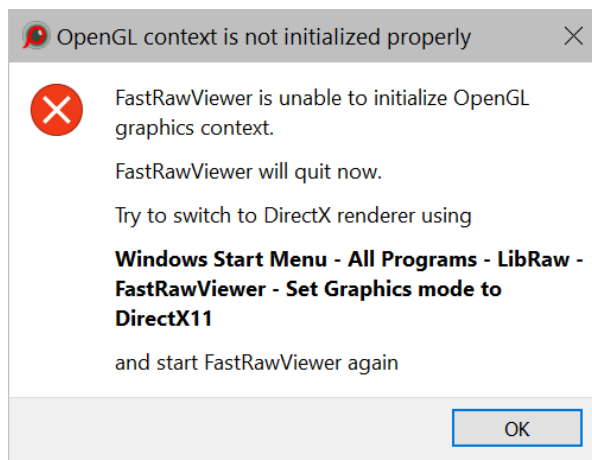 OpenGL context is not initialized properly
FastRawViewer is unable to initialize OpenGL
graphics context.
FastRawViewer will quit now.
Try to switch to DirectX renderer using
Windows Start Menu - All Programs - LibRaw -
FastRawViewer - Set Graphics mode to
DirectX11
and start FastRawViewer again
OK